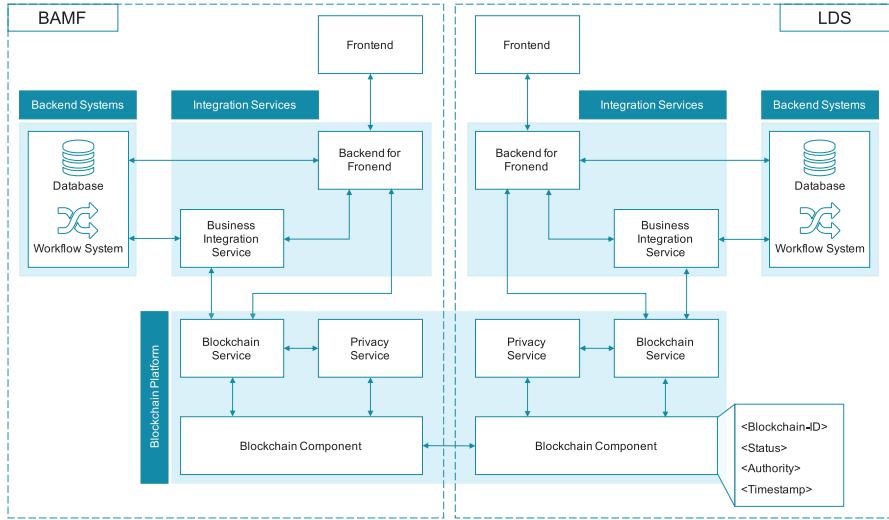 BAMF
LDS
Frontend
Frontend
Backend Systems
Integration Services
Integration Services
Backend Systems
Database
Workflow System
Backend for
Fronend
Backend for
Fronend
Database
Workflow System
Business
Integration
Service
Business
Integration
Service
Blockchain Platform
Blockchain
Service
Privacy
Service
Privacy
Service
Blockchain
Service
Blockchain Component
Blockchain Component
<Blockchain-ID>
<Status>
<Authority>
<Timestamp>